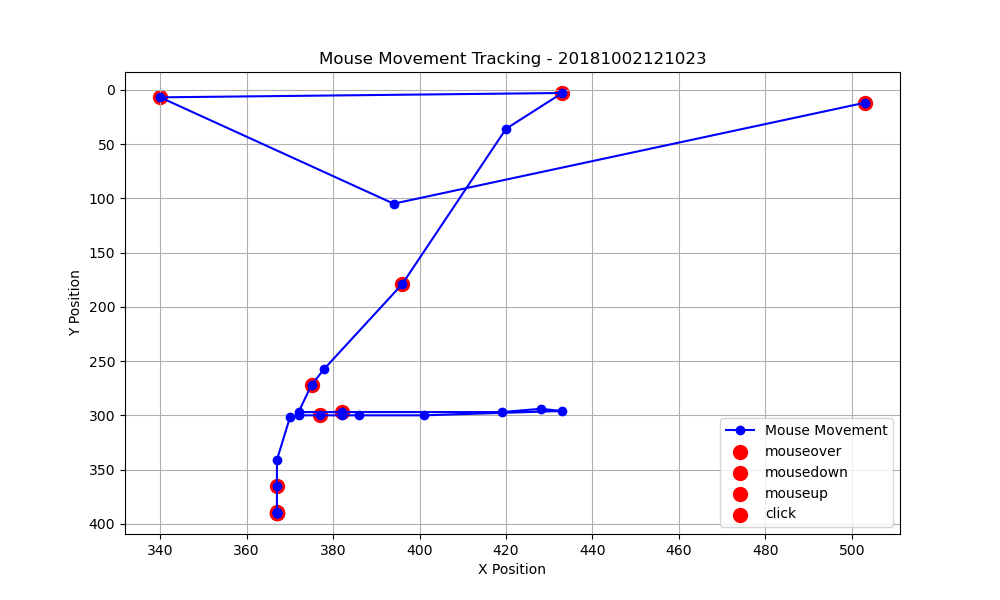 Mouse Movement Tracking - 20181002121023
Y Position
0
50
100
150
200
250
300
350
400
340
360
380
400
420
440
460
480
500
X Position
Mouse Movement
mouseover
mousedown
mouseup
click